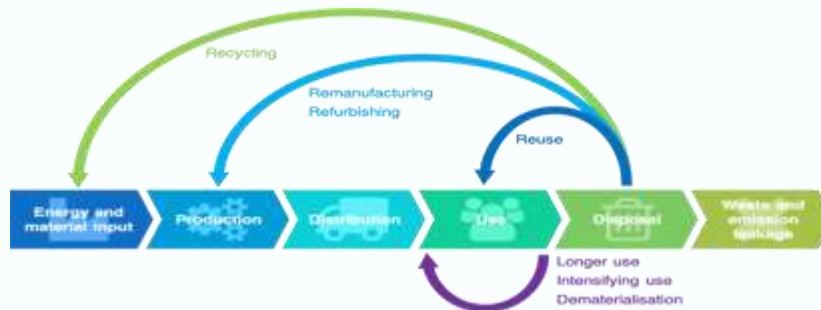 Recycling
Remanufacturing
Refurbishing
Reuse
Energy and
material input
Production
Distribution
Use
Disposal
Waste and
emission
leakage
Longer use
Intensifying use
Dematerialisation